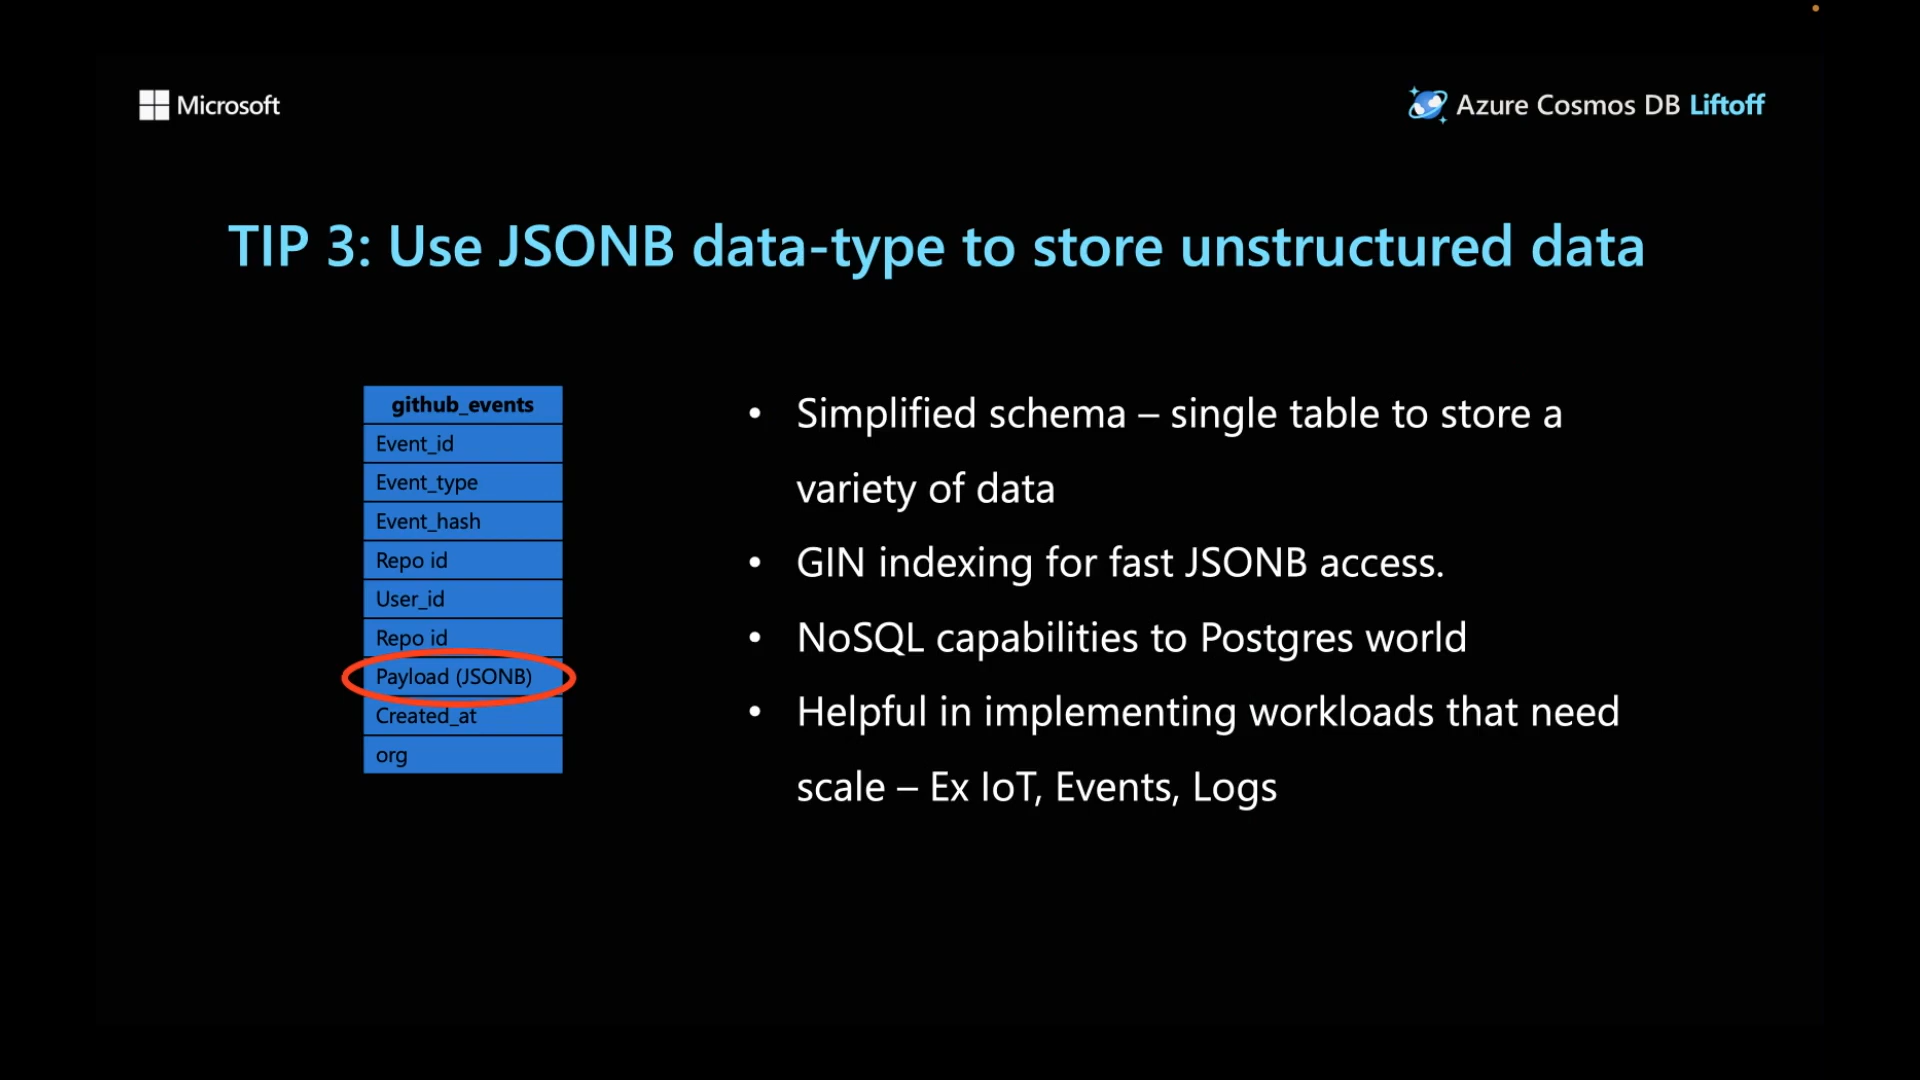 Microsoft
Azure Cosmos DB Liftoff
TIP 3: Use JSONB data-type to store unstructured data
github_events
Event_id
Event_type
Event_hash
Repo id
User_id
Repo id
Payload (JSONB)
Created_at
org
• Simplified schema – single table to store a
variety of data
• GIN indexing for fast JSONB access.
• NoSQL capabilities to Postgres world
• Helpful in implementing workloads that need
scale – Ex IoT, Events, Logs